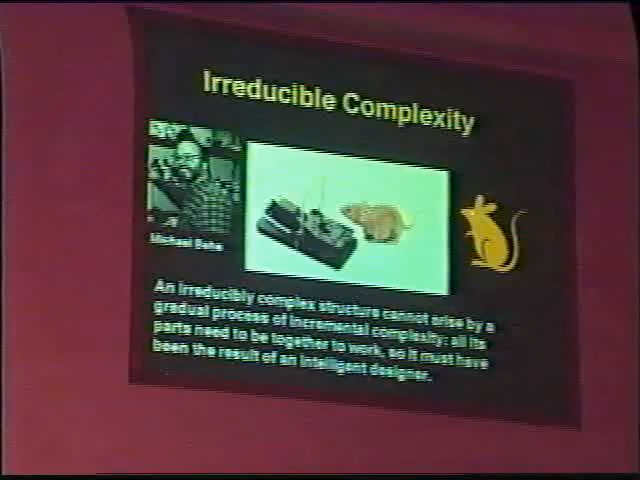 Irreducible Complexity
Michael Behe
An irreducibly complex structure cannot arise by a
gradual process of incremental complexity: all its
parts need to be together to work, so it must have
been the result of an intelligent designer.